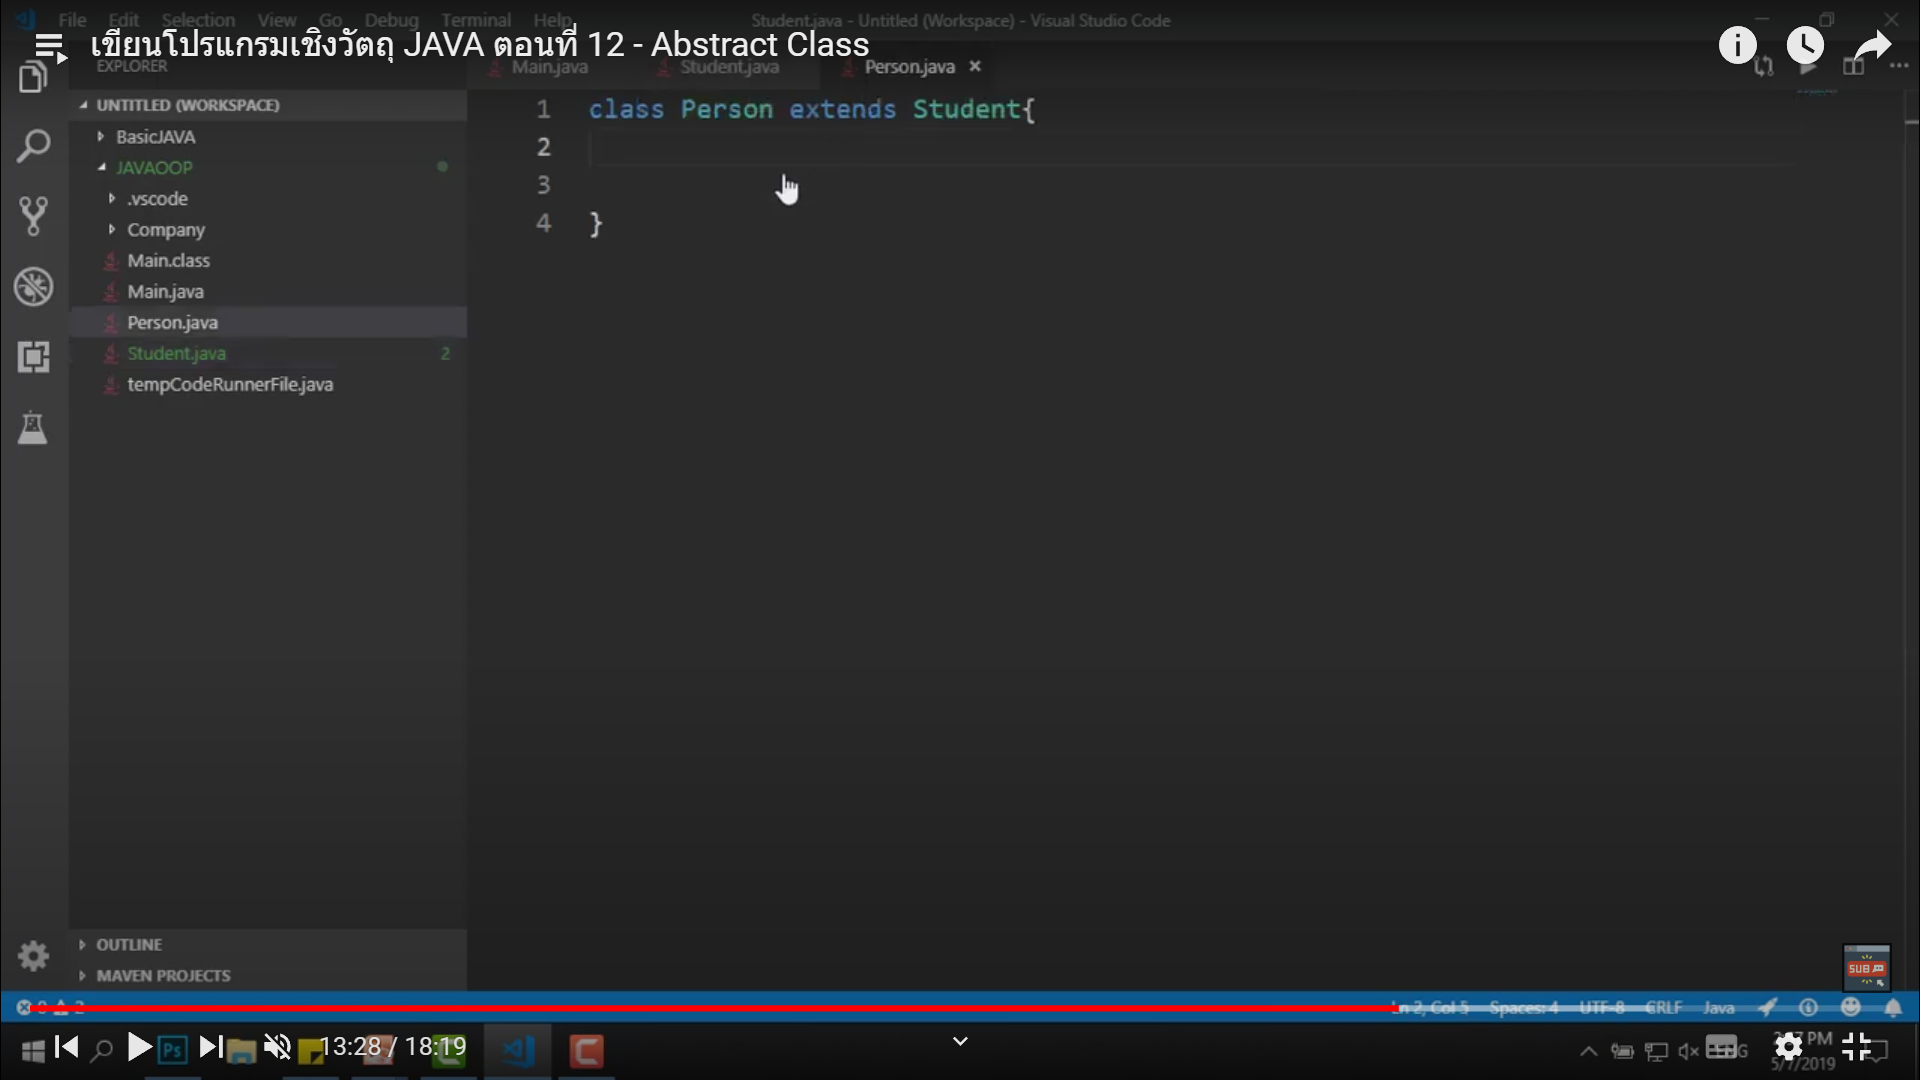 File Edit Selection View Go Debug Terminal Help
Student.java - Untitled (Workspace) - Visual Studio Code
เขียนโปรแกรมเชิงวัตถุ JAVA ตอนที่ 12 - Abstract Class
EXPLORER
Main.java Student.java Person.java ×
UNTITLED (WORKSPACE)
BasicJAVA
JAVAOOP
.vscode
Company
Main.class
Main.java
Person.java
Student.java 2
tempCodeRunnerFile.java
1 class Person extends Student{
2
3
4 }
OUTLINE
MAVEN PROJECTS
SUB
Ln 2, Col 5 Spaces: 4 UTF-8 CRLF Java
Ps
13:28 / 18:19
PM
5/7/2019